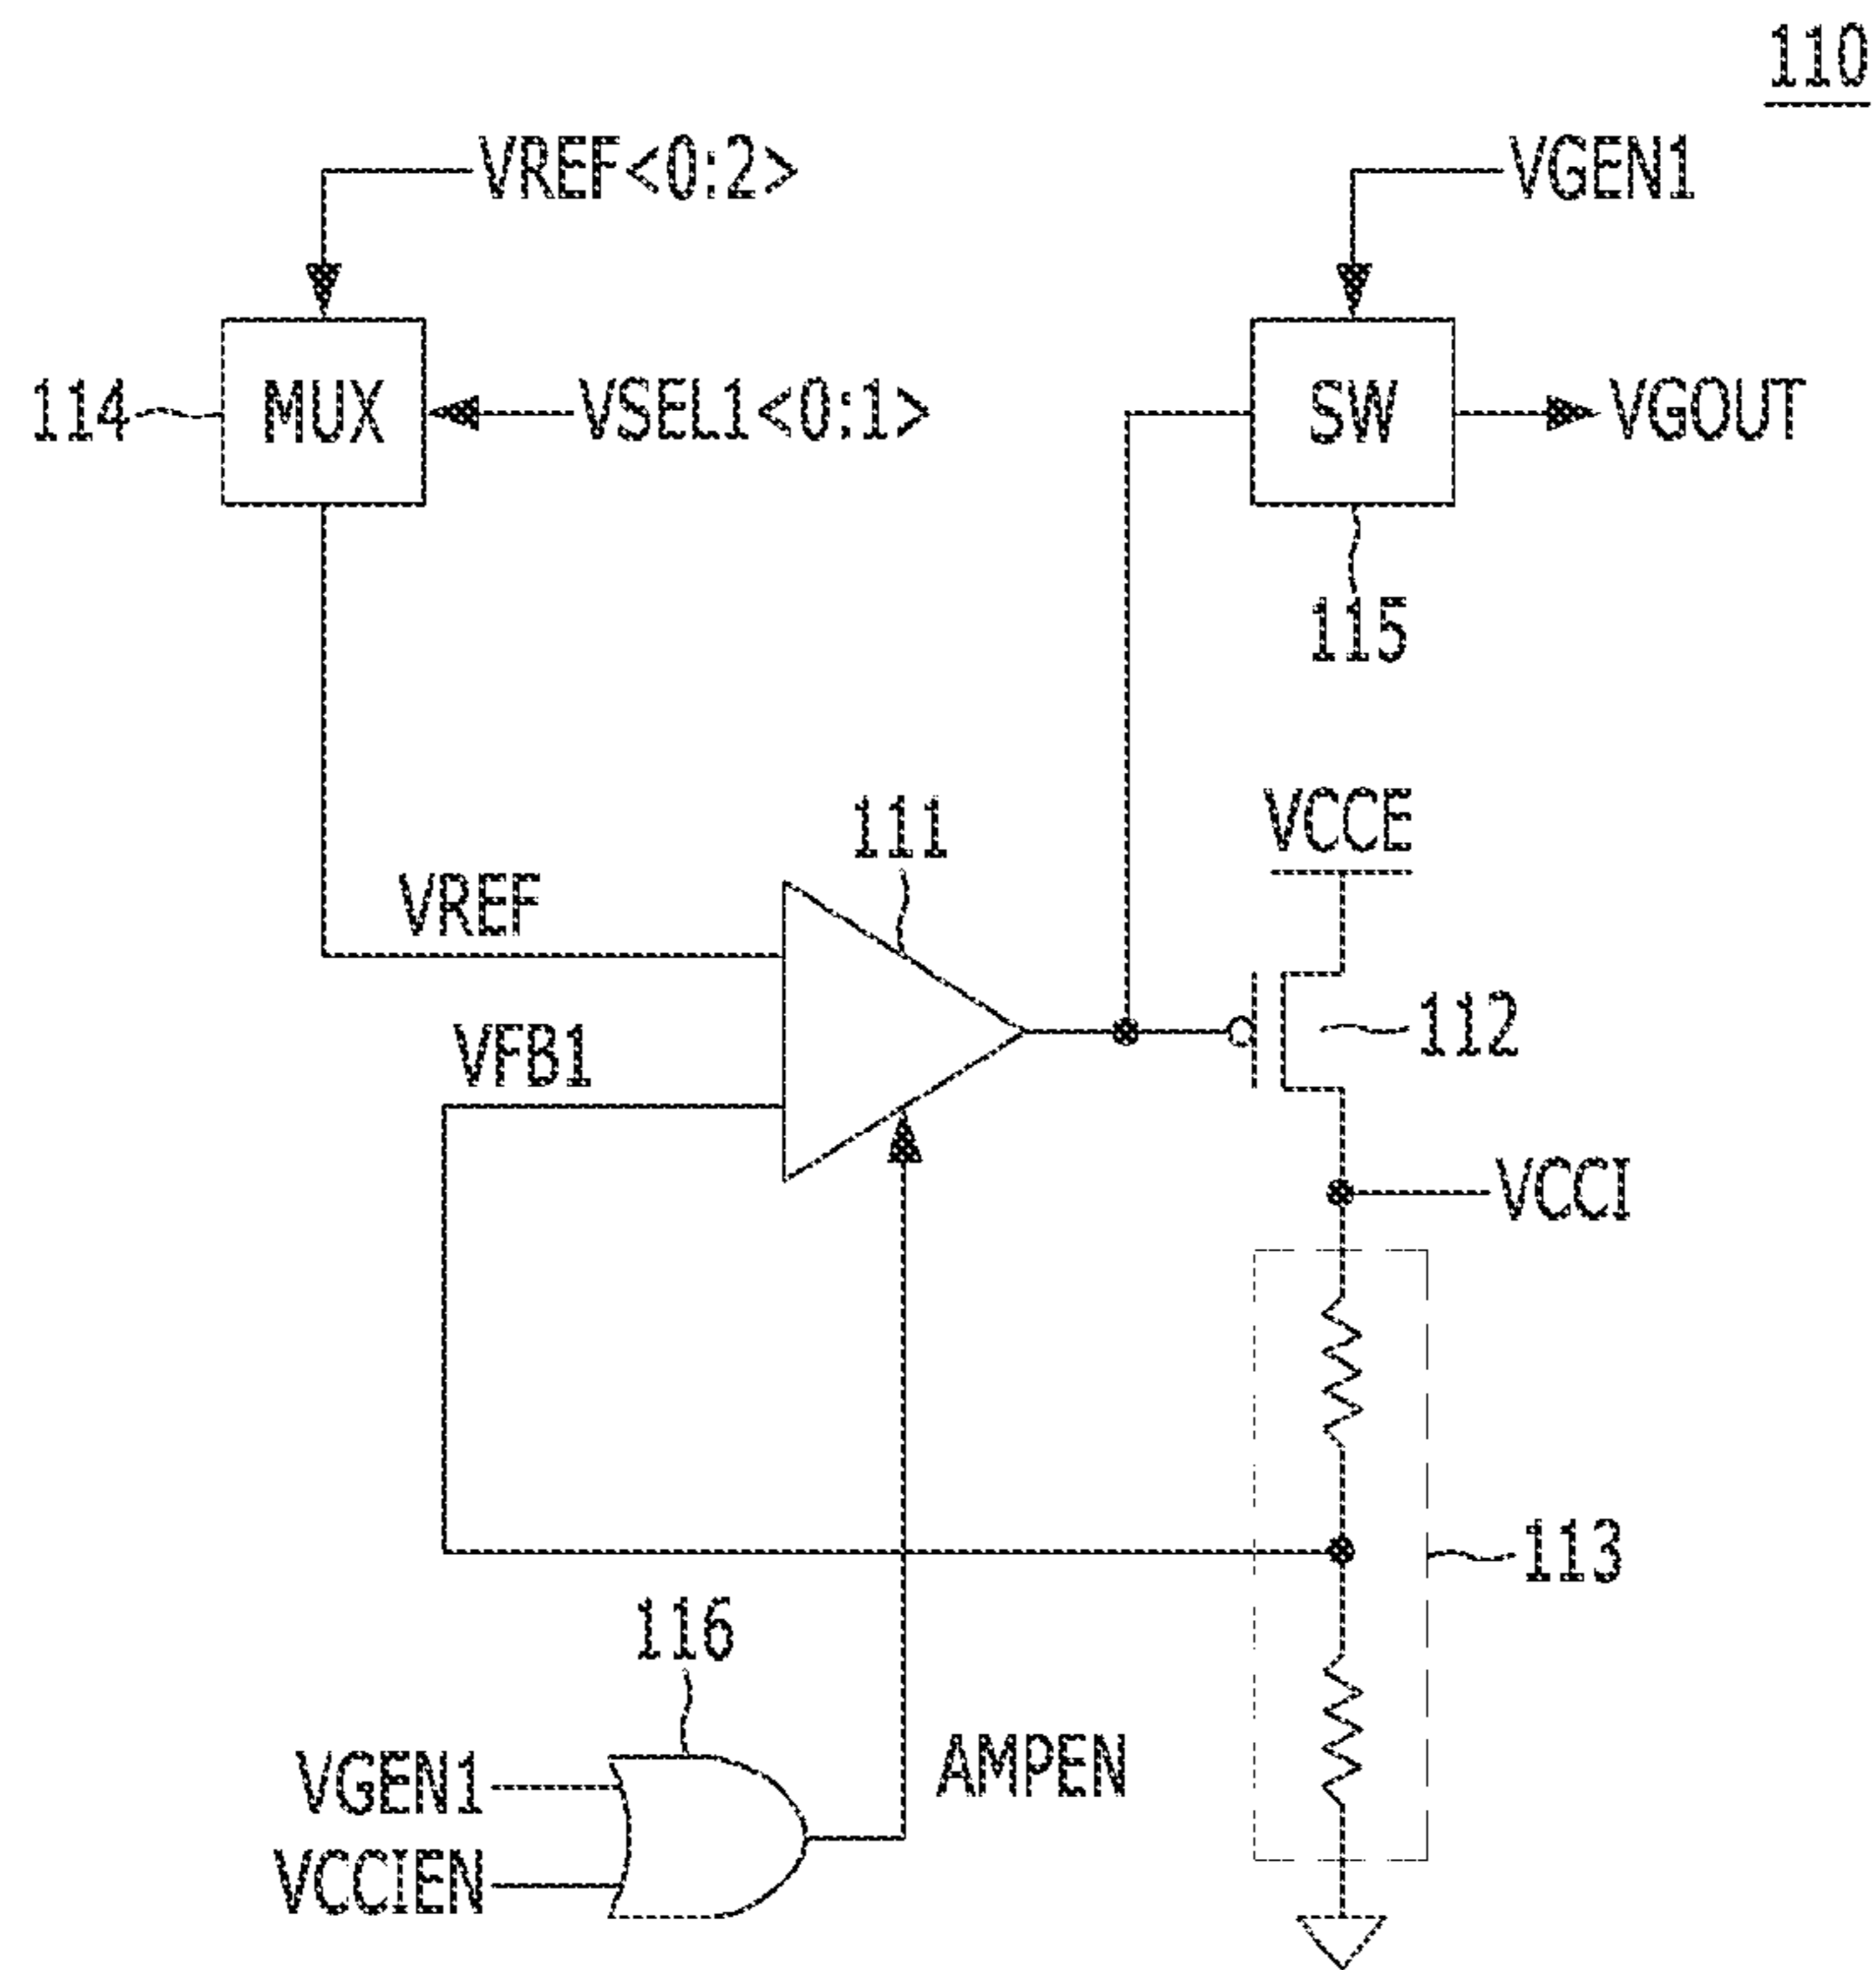 110
VREF<0:2>
VGEN1
114
MUX
VSEL1<0:1>
SW
VGOUT
115
111
VCCE
VREF
VFB1
112
VCCI
113
116
VGEN1
AMPEN
VCCIEN